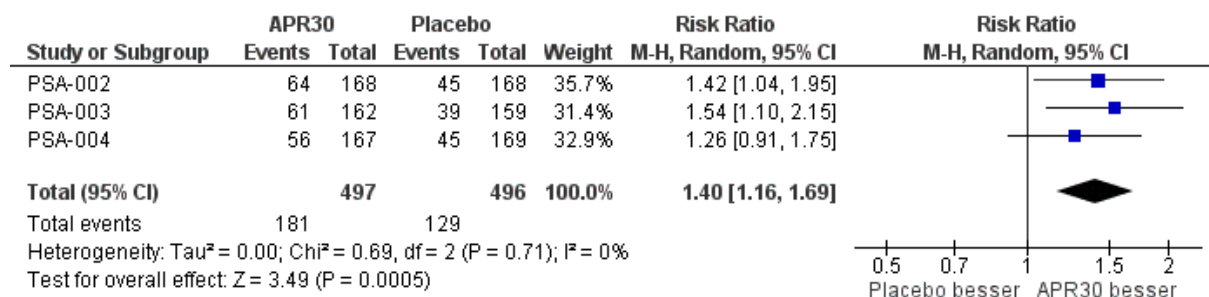 APR30 Placebo Risk Ratio Risk Ratio
Study or Subgroup Events Total Events Total Weight M-H, Random, 95% CI M-H, Random, 95% CI
PSA-002 64 168 45 168 35.7% 1.42 [1.04, 1.95]
PSA-003 61 162 39 159 31.4% 1.54 [1.10, 2.15]
PSA-004 56 167 45 169 32.9% 1.26 [0.91, 1.75]
Total (95% CI) 497 496 100.0% 1.40 [1.16, 1.69]
Total events 181 129
Heterogeneity: Tau² = 0.00; Chi² = 0.69, df = 2 (P = 0.71); I² = 0%
Test for overall effect: Z = 3.49 (P = 0.0005)
0.5 0.7 1 1.5 2
Placebo besser APR30 besser